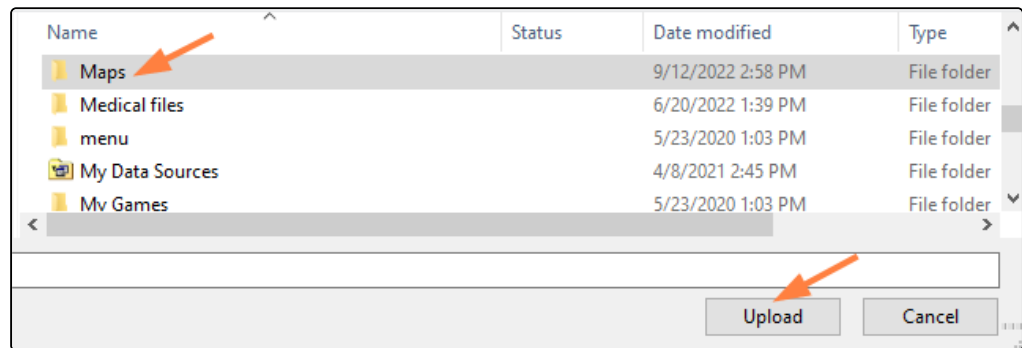 Name Status Date modified Type
Maps 9/12/2022 2:58 PM File folder
Medical files 6/20/2022 1:39 PM File folder
menu 5/23/2020 1:03 PM File folder
My Data Sources 4/8/2021 2:45 PM File folder
My Games 5/23/2020 1:03 PM File folder
Upload Cancel